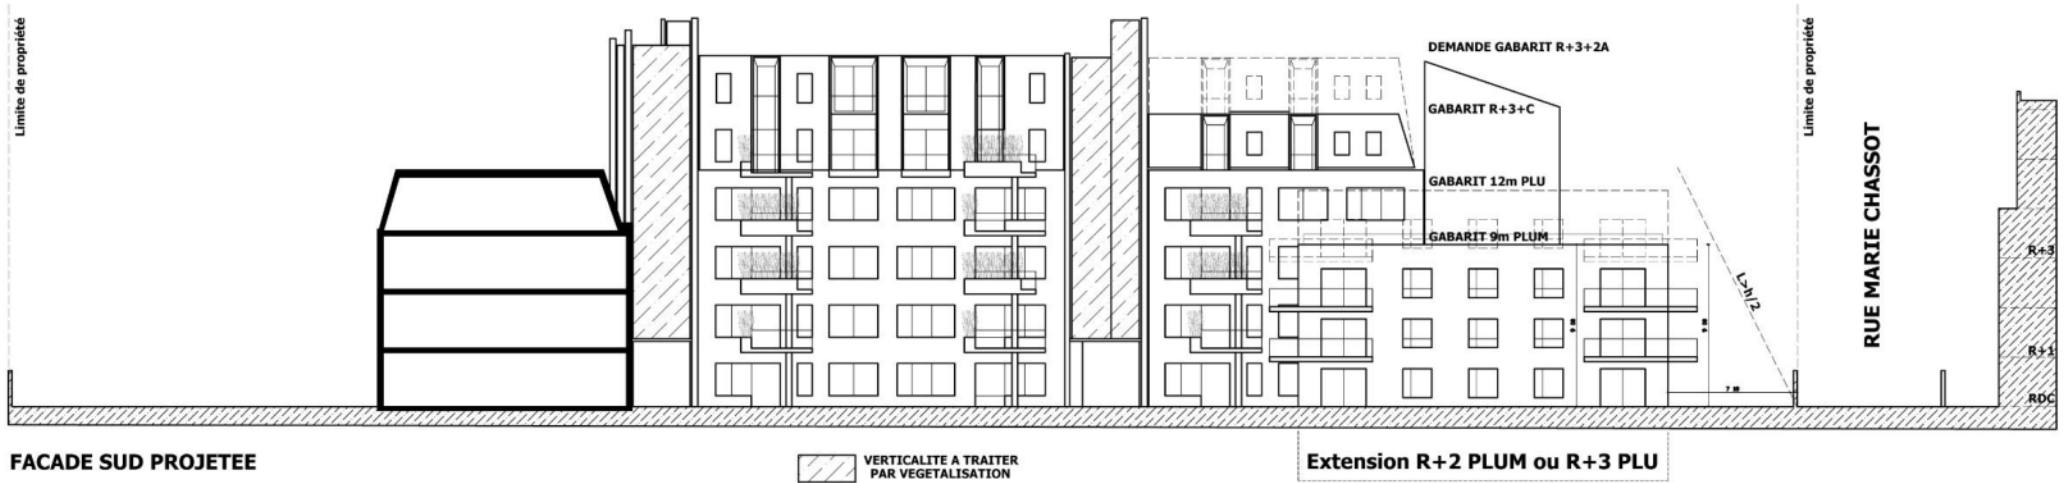 Limite de propriété
DEMANDE GABARIT R+3+2A
GABARIT R+3+C
GABARIT 12m PLU
GABARIT 9m PLUM
L>h/2
Limite de propriété
RUE MARIE CHASSOT
R+3
R+1
RDC
FACADE SUD PROJETEE
VERTICALITE A TRAITER
PAR VEGETALISATION
Extension R+2 PLUM ou R+3 PLU